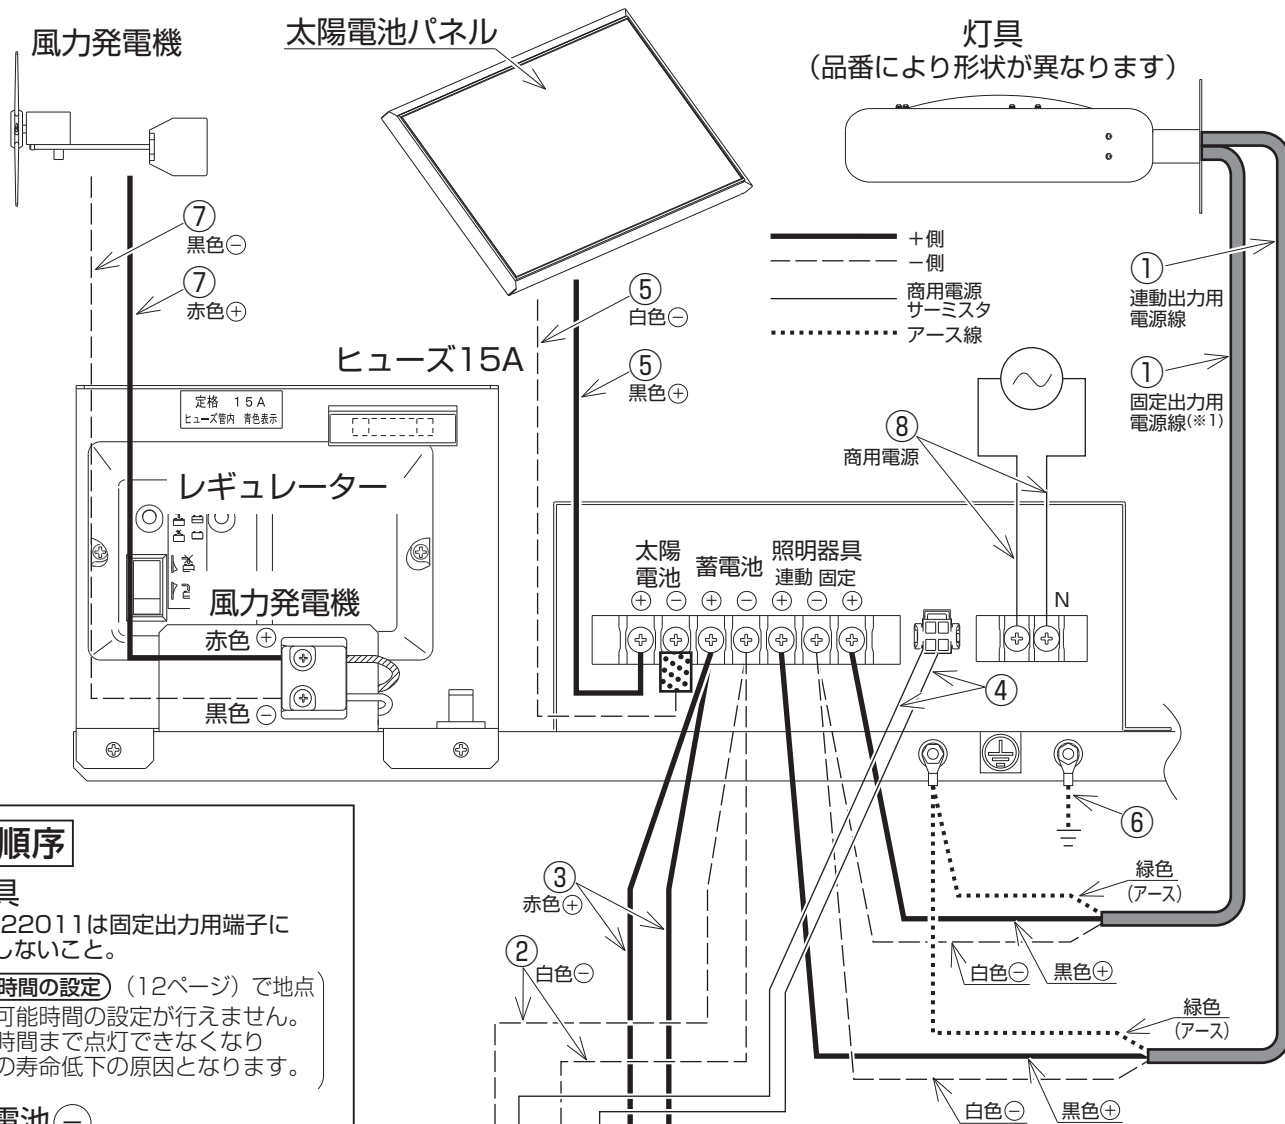 風力発電機
太陽電池パネル
灯具
（品番により形状が異なります）
⑦
黒色⊖
⑦
赤色⊕
⑤
白色⊖
⑤
黒色⊕
＋側
－側
商用電源
サーミスタ
アース線
①
連動出力用
電源線
①
固定出力用
電源線(※1)
ヒューズ15A
定格 15A
ヒューズ管内 青色表示
⑧
商用電源
レギュレーター
風力発電機
赤色⊕
黒色⊖
太陽
電池
蓄電池
照明器具
連動 固定
⊕ ⊖ ⊕ ⊖ ⊕ ⊖ ⊕
N
④
⑥
③
赤色⊕
②
白色⊖
緑色
(アース)
白色⊖
黒色⊕
緑色
(アース)
白色⊖
黒色⊕
順序
具
22011は固定出力用端子に
しないこと。
時間の設定（12ページ）で地点
可能時間の設定が行えません。
時間まで点灯できなくなり
の寿命低下の原因となります。
電池⊖